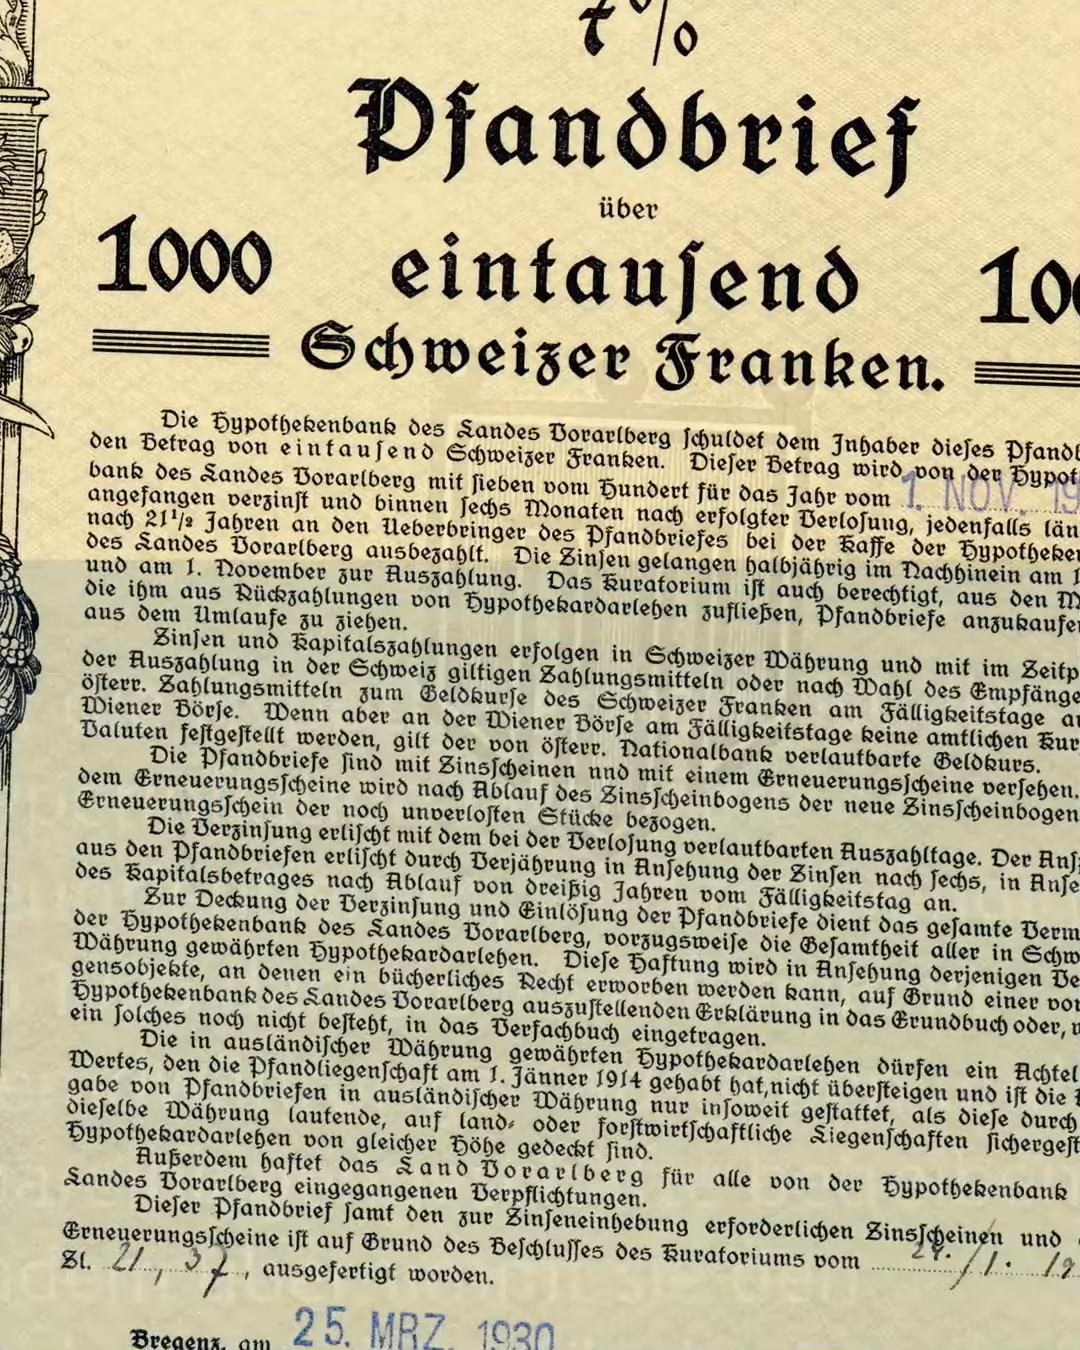 7%
Pfandbrief
über
1000 eintausend
Schweizer Franken.
Die Hypothekenbank des Landes Vorarlberg schuldet dem Inhaber dieses
den Betrag von eintausend Schweizer Franken. Dieser Betrag wird von der
bank des Landes Vorarlberg mit sieben vom Hundert für das Jahr vom 1. NOV.
angefangen verzinst und binnen sechs Monaten nach erfolgter Verlosung, jedenfalls
nach 21½ Jahren an den Ueberbringer des Pfandbriefes bei der Kasse der
des Landes Vorarlberg ausbezahlt. Die Zinsen gelangen halbjährig im Nachhinein am
und am 1. November zur Auszahlung. Das Kuratorium ist auch berechtigt, aus den
die ihm aus Rückzahlungen von Hypothekardarlehen zufließen, Pfandbriefe
aus dem Umlaufe zu ziehen.
Zinsen und Kapitalszahlungen erfolgen in Schweizer Währung und mit im
der Auszahlung in der Schweiz giltigen Zahlungsmitteln oder nach Wahl des
österr. Zahlungsmitteln zum Geldkurse des Schweizer Franken am Fälligkeitstage
Wiener Börse. Wenn aber an der Wiener Börse am Fälligkeitstage keine amtlichen
Valuten festgestellt werden, gilt der von österr. Nationalbank verlautbarte Geldkurs.
Die Pfandbriefe sind mit Zinsscheinen nnd mit einem Erneuerungsscheine versehen.
dem Erneuerungsscheine wird nach Ablauf des Zinsscheinbogens der neue Zinsscheinbogen
Erneuerungsschein der noch unverlosten Stücke bezogen.
Die Verzinsung erlischt mit dem bei der Verlosung verlautbarten Auszahltage. Der
aus den Pfandbriefen erlischt durch Verjährung in Ansehung der Zinsen nach sechs, in
des Kapitalsbetrages nach Ablauf von dreißig Jahren vom Fälligkeitstag an.
Zur Deckung der Verzinsung und Einlösung der Pfandbriefe dient das gesamte
der Hypothekenbank des Landes Vorarlberg, vorzugsweise die Gesamtheit aller in
Währung gewährten Hypothekardarlehen. Diese Haftung wird in Ansehung derjenigen
gensobjekte, an denen ein bücherliches Recht erworben werden kann, auf Grund einer
Hypothekenbank des Landes Vorarlberg auszustellenden Erklärung in das Grundbuch oder,
ein solches noch nicht besteht, in das Verfachbuch eingetragen.
Die in ausländischer Währung gewährten Hypothekardarlehen dürfen ein Achtel
Wertes, den die Pfandliegenschaft am 1. Jänner 1914 gehabt hat, nicht übersteigen und ist die
gabe von Pfandbriefen in ausländischer Währung nur insoweit gestattet, als diese durch
dieselbe Währung lautende, auf land- oder forstwirtschaftliche Liegenschaften
Hypothekardarlehen von gleicher Höhe gedeckt sind.
Außerdem haftet das Land Vorarlberg für alle von der Hypothekenbank
Landes Vorarlberg eingegangenen Verpflichtungen.
Dieser Pfandbrief samt den zur Zinseneinhebung erforderlichen Zinsscheinen und
Erneuerungsscheine ist auf Grund des Beschlusses des Kuratoriums vom
Zl. 21, 37, ausgefertigt worden.
Bregenz, am 25. MRZ. 1930